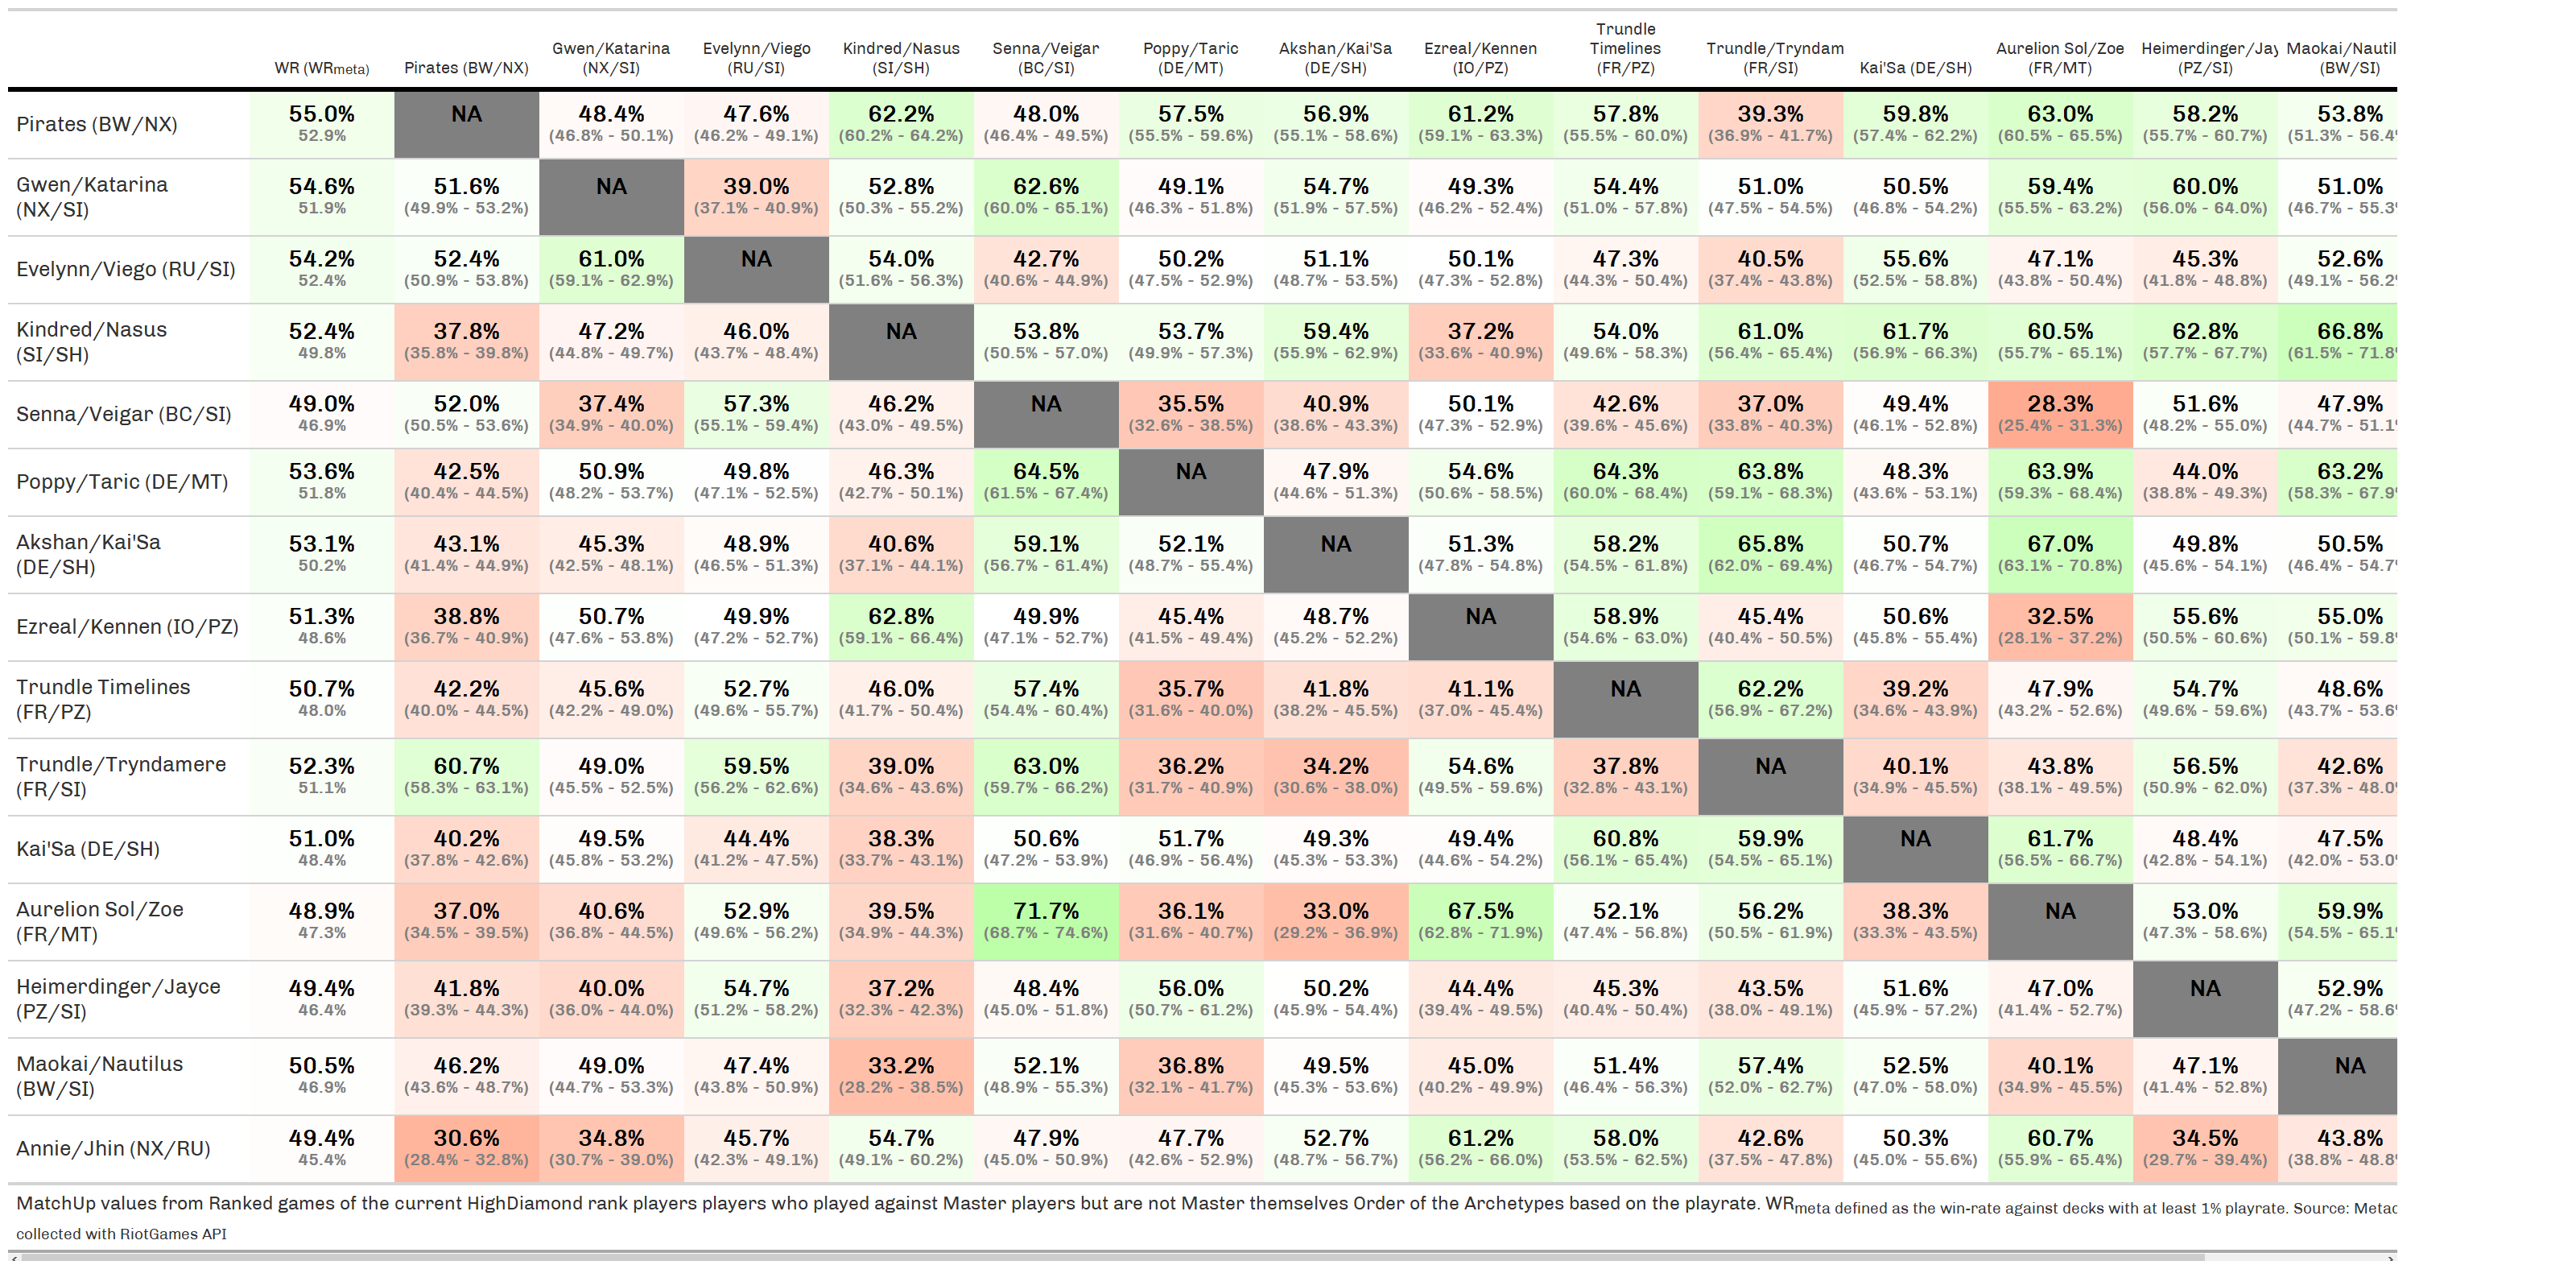 WR (WRmeta) Pirates (BW/NX) Gwen/Katarina (NX/SI) Evelynn/Viego (RU/SI) Kindred/Nasus (SI/SH) Senna/Veigar (BC/SI) Poppy/Taric (DE/MT) Akshan/Kai'Sa (DE/SH) Ezreal/Kennen (IO/PZ) Trundle Timelines (FR/PZ) Trundle/Tryndam (FR/SI) Kai'Sa (DE/SH) Aurelion Sol/Zoe (FR/MT) Heimerdinger/Jay (PZ/SI) Maokai/Nautil (BW/SI)
Pirates (BW/NX) 55.0% NA 48.4% 47.6% 62.2% 48.0% 57.5% 56.9% 61.2% 57.8% 39.3% 59.8% 63.0% 58.2% 53.8%
52.9% (46.8% - 50.1%) (46.2% - 49.1%) (60.2% - 64.2%) (46.4% - 49.5%) (55.5% - 59.6%) (55.1% - 58.6%) (59.1% - 63.3%) (55.5% - 60.0%) (36.9% - 41.7%) (57.4% - 62.2%) (60.5% - 65.5%) (55.7% - 60.7%) (51.3% - 56.4%
Gwen/Katarina 54.6% 51.6% NA 39.0% 52.8% 62.6% 49.1% 54.7% 49.3% 54.4% 51.0% 50.5% 59.4% 60.0% 51.0%
(NX/SI) 51.9% (49.9% - 53.2%) (37.1% - 40.9%) (50.3% - 55.2%) (60.0% - 65.1%) (46.3% - 51.8%) (51.9% - 57.5%) (46.2% - 52.4%) (51.0% - 57.8%) (47.5% - 54.5%) (46.8% - 54.2%) (55.5% - 63.2%) (56.0% - 64.0%) (46.7% - 55.3%
Evelynn/Viego (RU/SI) 54.2% 52.4% 61.0% NA 54.0% 42.7% 50.2% 51.1% 50.1% 47.3% 40.5% 55.6% 47.1% 45.3% 52.6%
52.4% (50.9% - 53.8%) (59.1% - 62.9%) (51.6% - 56.3%) (40.6% - 44.9%) (47.5% - 52.9%) (48.7% - 53.5%) (47.3% - 52.8%) (44.3% - 50.4%) (37.4% - 43.8%) (52.5% - 58.8%) (43.8% - 50.4%) (41.8% - 48.8%) (49.1% - 56.2%
Kindred/Nasus 52.4% 37.8% 47.2% 46.0% NA 53.8% 53.7% 59.4% 37.2% 54.0% 61.0% 61.7% 60.5% 62.8% 66.8%
(SI/SH) 49.8% (35.8% - 39.8%) (44.8% - 49.7%) (43.7% - 48.4%) (50.5% - 57.0%) (49.9% - 57.3%) (55.9% - 62.9%) (33.6% - 40.9%) (49.6% - 58.3%) (56.4% - 65.4%) (56.9% - 66.3%) (55.7% - 65.1%) (57.7% - 67.7%) (61.5% - 71.8%
Senna/Veigar (BC/SI) 49.0% 52.0% 37.4% 57.3% 46.2% NA 35.5% 40.9% 50.1% 42.6% 37.0% 49.4% 28.3% 51.6% 47.9%
46.9% (50.5% - 53.6%) (34.9% - 40.0%) (55.1% - 59.4%) (43.0% - 49.5%) (32.6% - 38.5%) (38.6% - 43.3%) (47.3% - 52.9%) (39.6% - 45.6%) (33.8% - 40.3%) (46.1% - 52.8%) (25.4% - 31.3%) (48.2% - 55.0%) (44.7% - 51.1%
Poppy/Taric (DE/MT) 53.6% 42.5% 50.9% 49.8% 46.3% 64.5% NA 47.9% 54.6% 64.3% 63.8% 48.3% 63.9% 44.0% 63.2%
51.8% (40.4% - 44.5%) (48.2% - 53.7%) (47.1% - 52.5%) (42.7% - 50.1%) (61.5% - 67.4%) (44.6% - 51.3%) (50.6% - 58.5%) (60.0% - 68.4%) (59.1% - 68.3%) (43.6% - 53.1%) (59.3% - 68.4%) (38.8% - 49.3%) (58.3% - 67.9%
Akshan/Kai'Sa 53.1% 43.1% 45.3% 48.9% 40.6% 59.1% 52.1% NA 51.3% 58.2% 65.8% 50.7% 67.0% 49.8% 50.5%
(DE/SH) 50.2% (41.4% - 44.9%) (42.5% - 48.1%) (46.5% - 51.3%) (37.1% - 44.1%) (56.7% - 61.4%) (48.7% - 55.4%) (47.8% - 54.8%) (54.5% - 61.8%) (62.0% - 69.4%) (46.7% - 54.7%) (63.1% - 70.8%) (45.6% - 54.1%) (46.4% - 54.7%
Ezreal/Kennen (IO/PZ) 51.3% 38.8% 50.7% 49.9% 62.8% 49.9% 45.4% 48.7% NA 58.9% 45.4% 50.6% 32.5% 55.6% 55.0%
48.6% (36.7% - 40.9%) (47.6% - 53.8%) (47.2% - 52.7%) (59.1% - 66.4%) (47.1% - 52.7%) (41.5% - 49.4%) (45.2% - 52.2%) (54.6% - 63.0%) (40.4% - 50.5%) (45.8% - 55.4%) (28.1% - 37.2%) (50.5% - 60.6%) (50.1% - 59.8%
Trundle Timelines 50.7% 42.2% 45.6% 52.7% 46.0% 57.4% 35.7% 41.8% 41.1% NA 62.2% 39.2% 47.9% 54.7% 48.6%
(FR/PZ) 48.0% (40.0% - 44.5%) (42.2% - 49.0%) (49.6% - 55.7%) (41.7% - 50.4%) (54.4% - 60.4%) (31.6% - 40.0%) (38.2% - 45.5%) (37.0% - 45.4%) (56.9% - 67.2%) (34.6% - 43.9%) (43.2% - 52.6%) (49.6% - 59.6%) (43.7% - 53.6%
Trundle/Tryndamere 52.3% 60.7% 49.0% 59.5% 39.0% 63.0% 36.2% 34.2% 54.6% 37.8% NA 40.1% 43.8% 56.5% 42.6%
(FR/SI) 51.1% (58.3% - 63.1%) (45.5% - 52.5%) (56.2% - 62.6%) (34.6% - 43.6%) (59.7% - 66.2%) (31.7% - 40.9%) (30.6% - 38.0%) (49.5% - 59.6%) (32.8% - 43.1%) (34.9% - 45.5%) (38.1% - 49.5%) (50.9% - 62.0%) (37.3% - 48.0%
Kai'Sa (DE/SH) 51.0% 40.2% 49.5% 44.4% 38.3% 50.6% 51.7% 49.3% 49.4% 60.8% 59.9% NA 61.7% 48.4% 47.5%
48.4% (37.8% - 42.6%) (45.8% - 53.2%) (41.2% - 47.5%) (33.7% - 43.1%) (47.2% - 53.9%) (46.9% - 56.4%) (45.3% - 53.3%) (44.6% - 54.2%) (56.1% - 65.4%) (54.5% - 65.1%) (56.5% - 66.7%) (42.8% - 54.1%) (42.0% - 53.0%
Aurelion Sol/Zoe 48.9% 37.0% 40.6% 52.9% 39.5% 71.7% 36.1% 33.0% 67.5% 52.1% 56.2% 38.3% NA 53.0% 59.9%
(FR/MT) 47.3% (34.5% - 39.5%) (36.8% - 44.5%) (49.6% - 56.2%) (34.9% - 44.3%) (68.7% - 74.6%) (31.6% - 40.7%) (29.2% - 36.9%) (62.8% - 71.9%) (47.4% - 56.8%) (50.5% - 61.9%) (33.3% - 43.5%) (47.3% - 58.6%) (54.5% - 65.1%
Heimerdinger/Jayce 49.4% 41.8% 40.0% 54.7% 37.2% 48.4% 56.0% 50.2% 44.4% 45.3% 43.5% 51.6% 47.0% NA 52.9%
(PZ/SI) 46.4% (39.3% - 44.3%) (36.0% - 44.0%) (51.2% - 58.2%) (32.3% - 42.3%) (45.0% - 51.8%) (50.7% - 61.2%) (45.9% - 54.4%) (39.4% - 49.5%) (40.4% - 50.4%) (38.0% - 49.1%) (45.9% - 57.2%) (41.4% - 52.7%) (47.2% - 58.6%
Maokai/Nautilus 50.5% 46.2% 49.0% 47.4% 33.2% 52.1% 36.8% 49.5% 45.0% 51.4% 57.4% 52.5% 40.1% 47.1% NA
(BW/SI) 46.9% (43.6% - 48.7%) (44.7% - 53.3%) (43.8% - 50.9%) (28.2% - 38.5%) (48.9% - 55.3%) (32.1% - 41.7%) (45.3% - 53.6%) (40.2% - 49.9%) (46.4% - 56.3%) (52.0% - 62.7%) (47.0% - 58.0%) (34.9% - 45.5%) (41.4% - 52.8%)
Annie/Jhin (NX/RU) 49.4% 30.6% 34.8% 45.7% 54.7% 47.9% 47.7% 52.7% 61.2% 58.0% 42.6% 50.3% 60.7% 34.5% 43.8%
45.4% (28.4% - 32.8%) (30.7% - 39.0%) (42.3% - 49.1%) (49.1% - 60.2%) (45.0% - 50.9%) (42.6% - 52.9%) (48.7% - 56.7%) (56.2% - 66.0%) (53.5% - 62.5%) (37.5% - 47.8%) (45.0% - 55.6%) (55.9% - 65.4%) (29.7% - 39.4%) (38.8% - 48.8%
MatchUp values from Ranked games of the current HighDiamond rank players players who played against Master players but are not Master themselves Order of the Archetypes based on the playrate. WRmeta defined as the win-rate against decks with at least 1% playrate. Source:
collected with RiotGames API